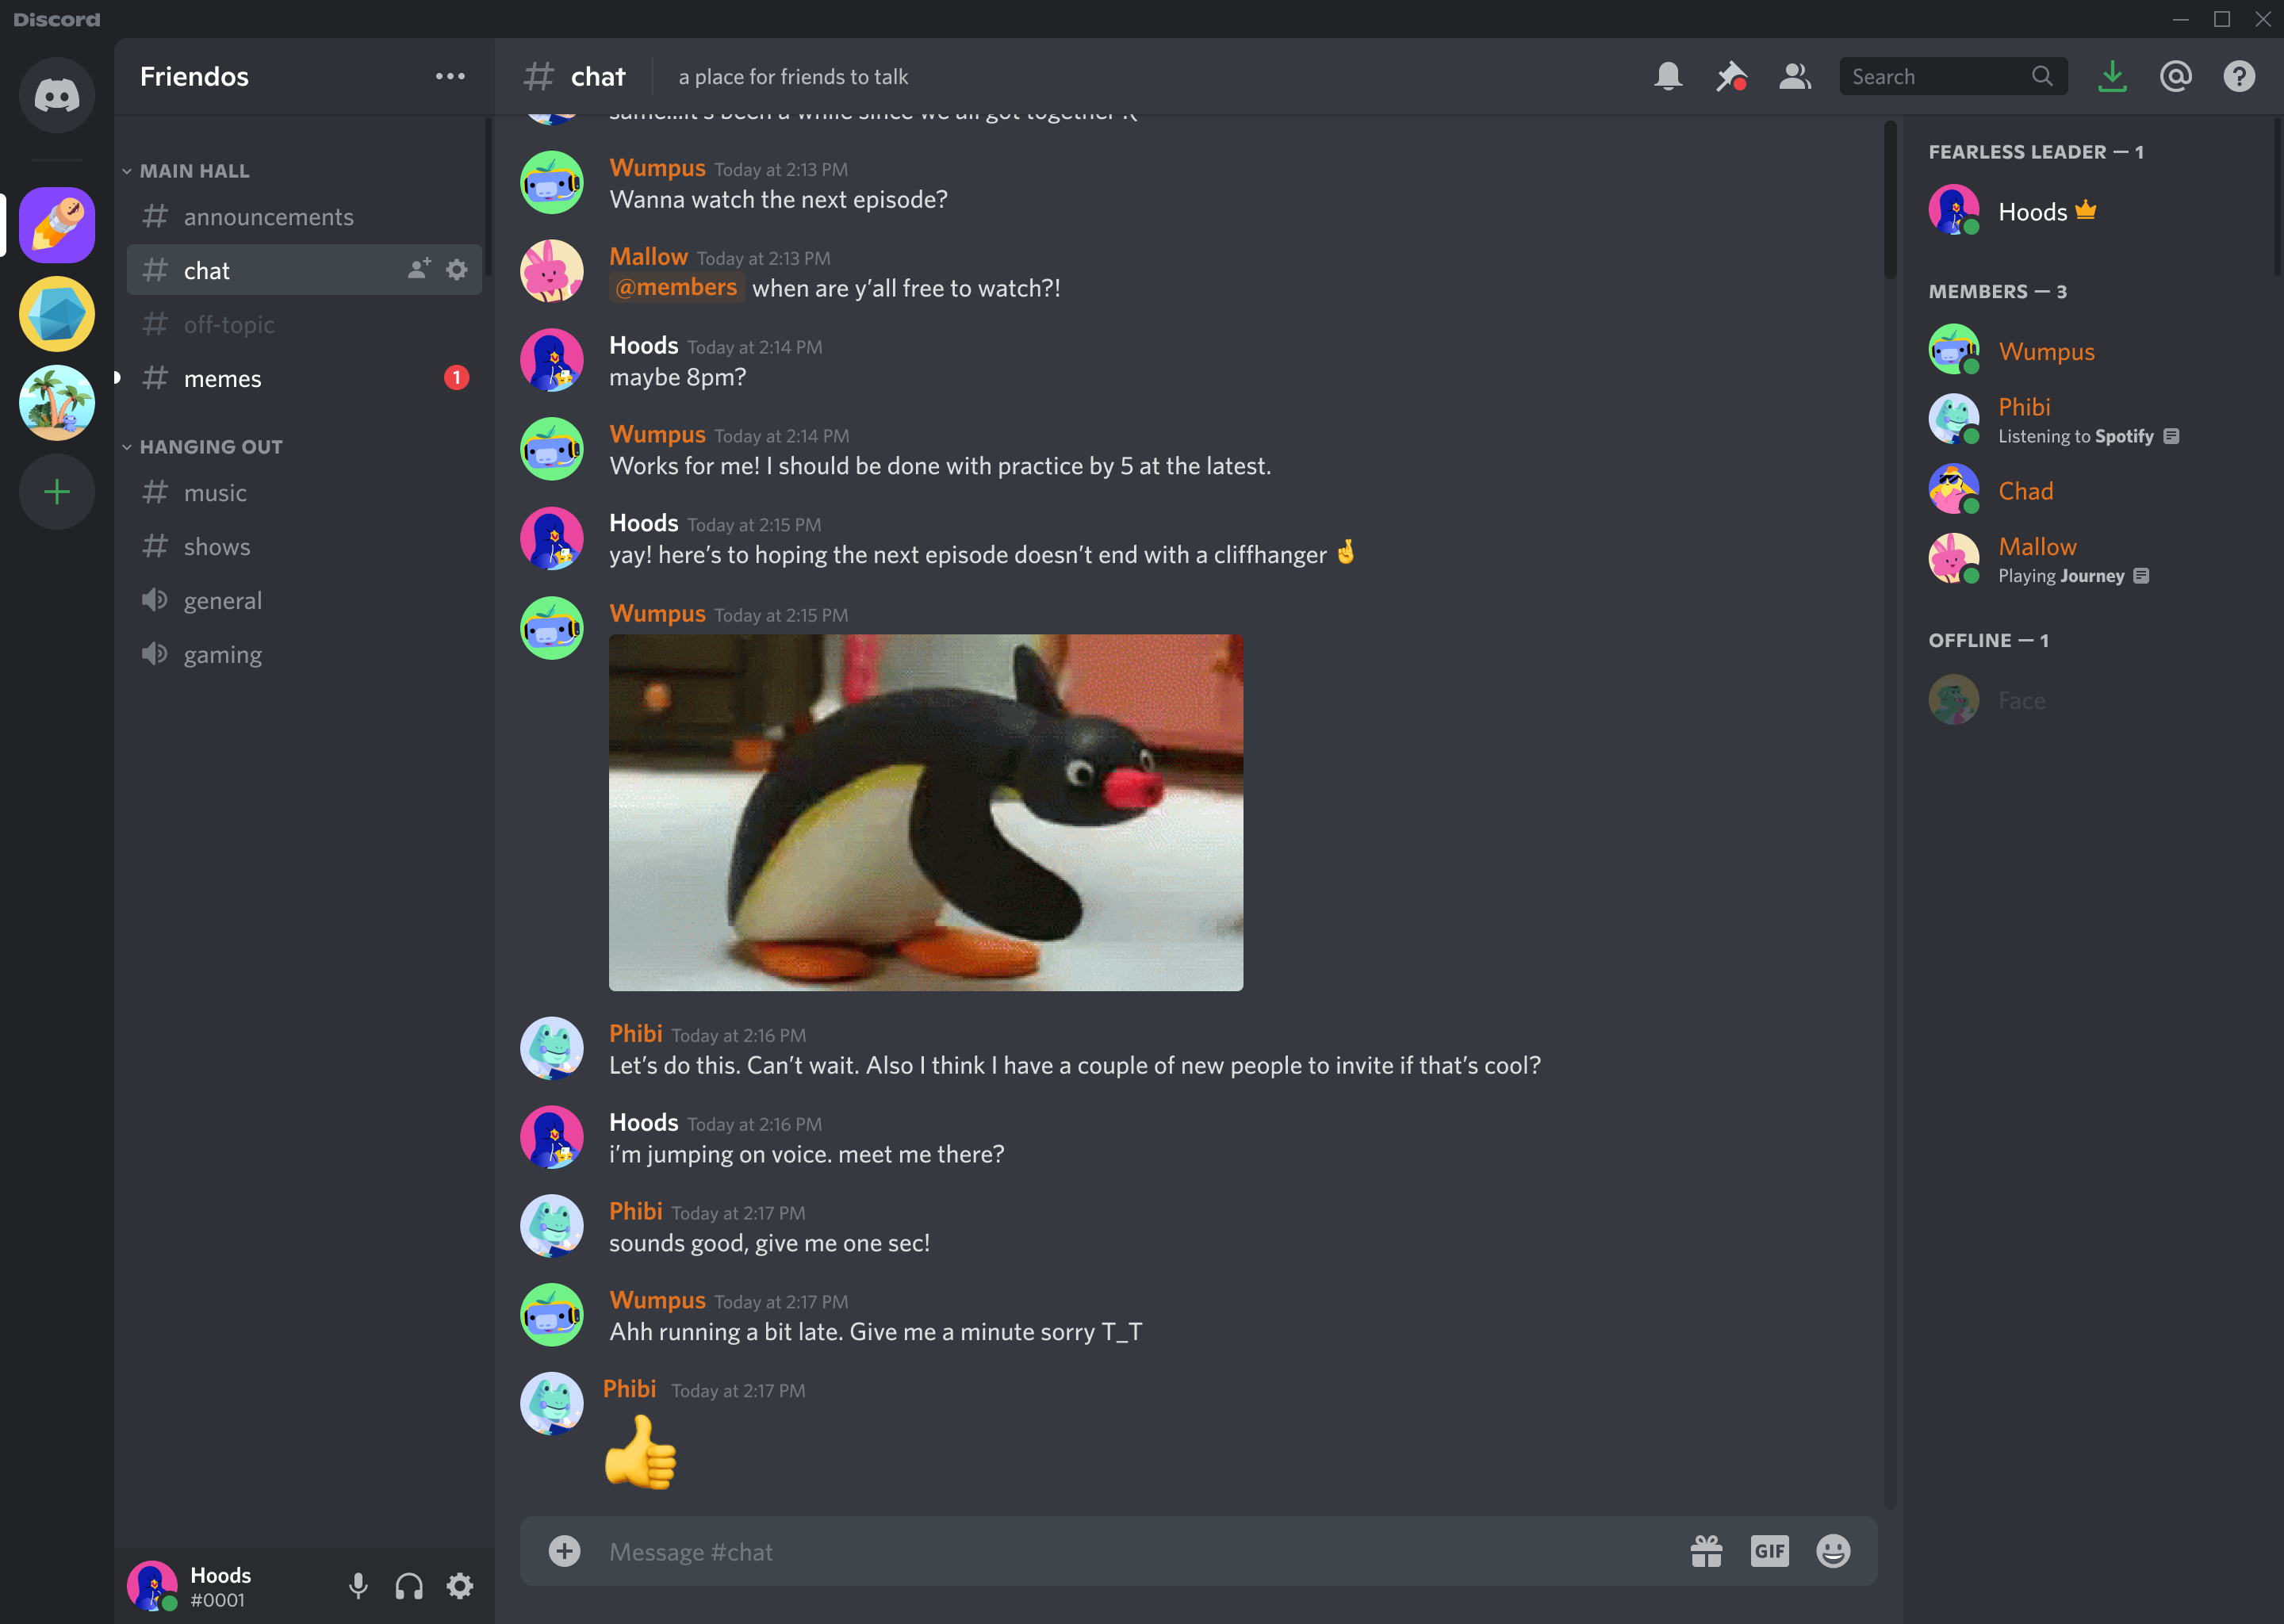 Discord
Friendos
MAIN HALL
announcements
chat
off-topic
memes
1
HANGING OUT
music
shows
general
gaming
Hoods
#0001
# chat
a place for friends to talk
Search
same...it's been a while since we all got together :(
Wumpus Today at 2:13 PM
Wanna watch the next episode?
Mallow Today at 2:13 PM
@members when are y’all free to watch?!
Hoods Today at 2:14 PM
maybe 8pm?
Wumpus Today at 2:14 PM
Works for me! I should be done with practice by 5 at the latest.
Hoods Today at 2:15 PM
yay! here’s to hoping the next episode doesn’t end with a cliffhanger 🤞
Wumpus Today at 2:15 PM
Phibi Today at 2:16 PM
Let’s do this. Can’t wait. Also I think I have a couple of new people to invite if that’s cool?
Hoods Today at 2:16 PM
i’m jumping on voice. meet me there?
Phibi Today at 2:17 PM
sounds good, give me one sec!
Wumpus Today at 2:17 PM
Ahh running a bit late. Give me a minute sorry T_T
Phibi Today at 2:17 PM
👍
Message #chat
GIF
FEARLESS LEADER — 1
Hoods
MEMBERS — 3
Wumpus
Phibi
Listening to Spotify
Chad
Mallow
Playing Journey
OFFLINE — 1
Face